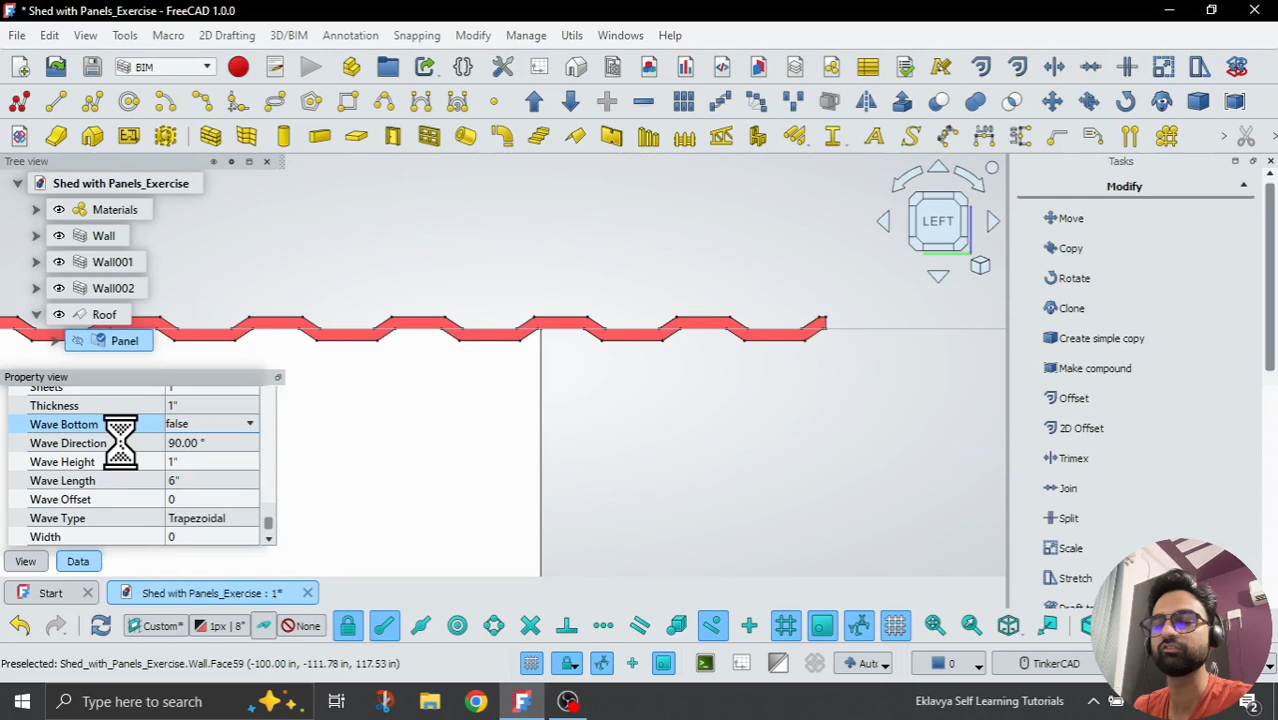 * Shed with Panels_Exercise - FreeCAD 1.0.0
File Edit View Tools Macro 2D Drafting 3D/BIM Annotation Snapping Modify Manage Utils Windows Help
BIM
Tree view
Tasks
Shed with Panels_Exercise
Modify
Materials
Move
LEFT
Wall
Copy
Wall001
Rotate
Wall002
Clone
Roof
Create simple copy
Panel
Make compound
Property view
Offset
Sheets 1
Thickness 1"
2D Offset
Wave Bottom false
Wave Direction 90.00 °
Trimex
Wave Height 1"
Wave Length 6"
Join
Wave Offset 0
Wave Type Trapezoidal
Split
Width 0
Scale
View Data
Stretch
Start
Shed with Panels_Exercise : 1*
Custom* 1px | 8" None
Preselected: Shed_with_Panels_Exercise.Wall.Face59 (-100.00 in, -111.78 in, 117.53 in)
0
TinkerCAD
Type here to search
Eklavya Self Learning Tutorials
2